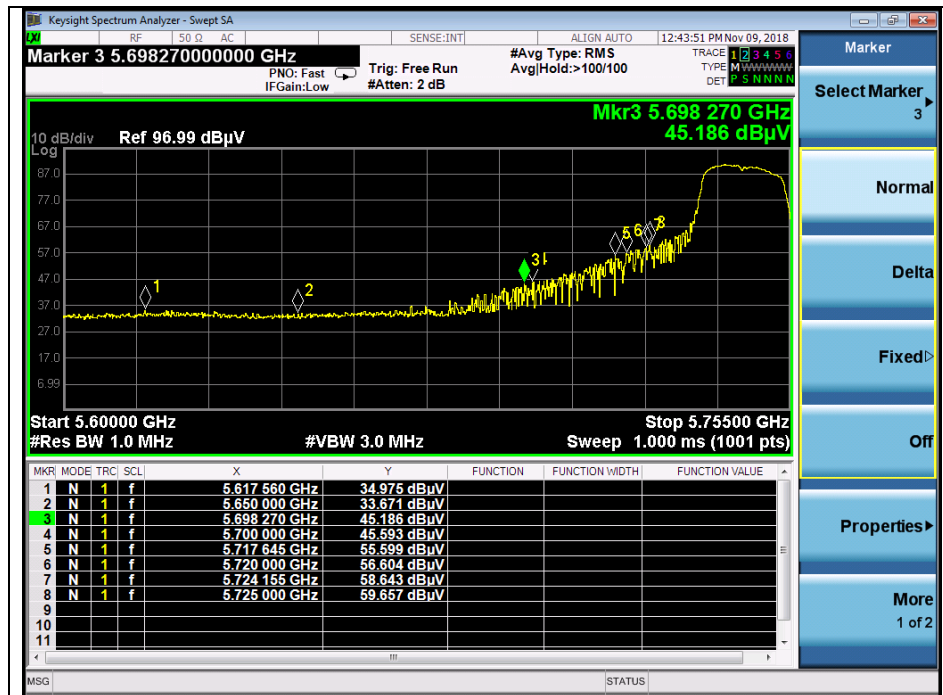 Keysight Spectrum Analyzer - Swept SA
LXI RF 50 Ω AC SENSE:INT ALIGN AUTO 12:43:51 PM Nov 09, 2018
Marker 3 5.698270000000 GHz
PNO: Fast
IFGain:Low
Trig: Free Run
#Atten: 2 dB
#Avg Type: RMS
Avg|Hold:>100/100
TRACE 1 2 3 4 5 6
TYPE M WWWWW
DET P S N N N N
Mkr3 5.698 270 GHz
45.186 dBµV
10 dB/div Ref 96.99 dBµV
Log
87.0
77.0
67.0
57.0
47.0
37.0
27.0
17.0
6.99
1
2
3
5 6
8
Start 5.60000 GHz Stop 5.75500 GHz
#Res BW 1.0 MHz #VBW 3.0 MHz Sweep 1.000 ms (1001 pts)
MKR MODE TRC SCL X Y FUNCTION FUNCTION WIDTH FUNCTION VALUE
1 N 1 f 5.617 560 GHz 34.975 dBµV
2 N 1 f 5.650 000 GHz 33.671 dBµV
3 N 1 f 5.698 270 GHz 45.186 dBµV
4 N 1 f 5.700 000 GHz 45.593 dBµV
5 N 1 f 5.717 645 GHz 55.599 dBµV
6 N 1 f 5.720 000 GHz 56.604 dBµV
7 N 1 f 5.724 155 GHz 58.643 dBµV
8 N 1 f 5.725 000 GHz 59.657 dBµV
9
10
11
MSG STATUS
Marker
Select Marker
3
Normal
Delta
Fixed
Off
Properties
More
1 of 2